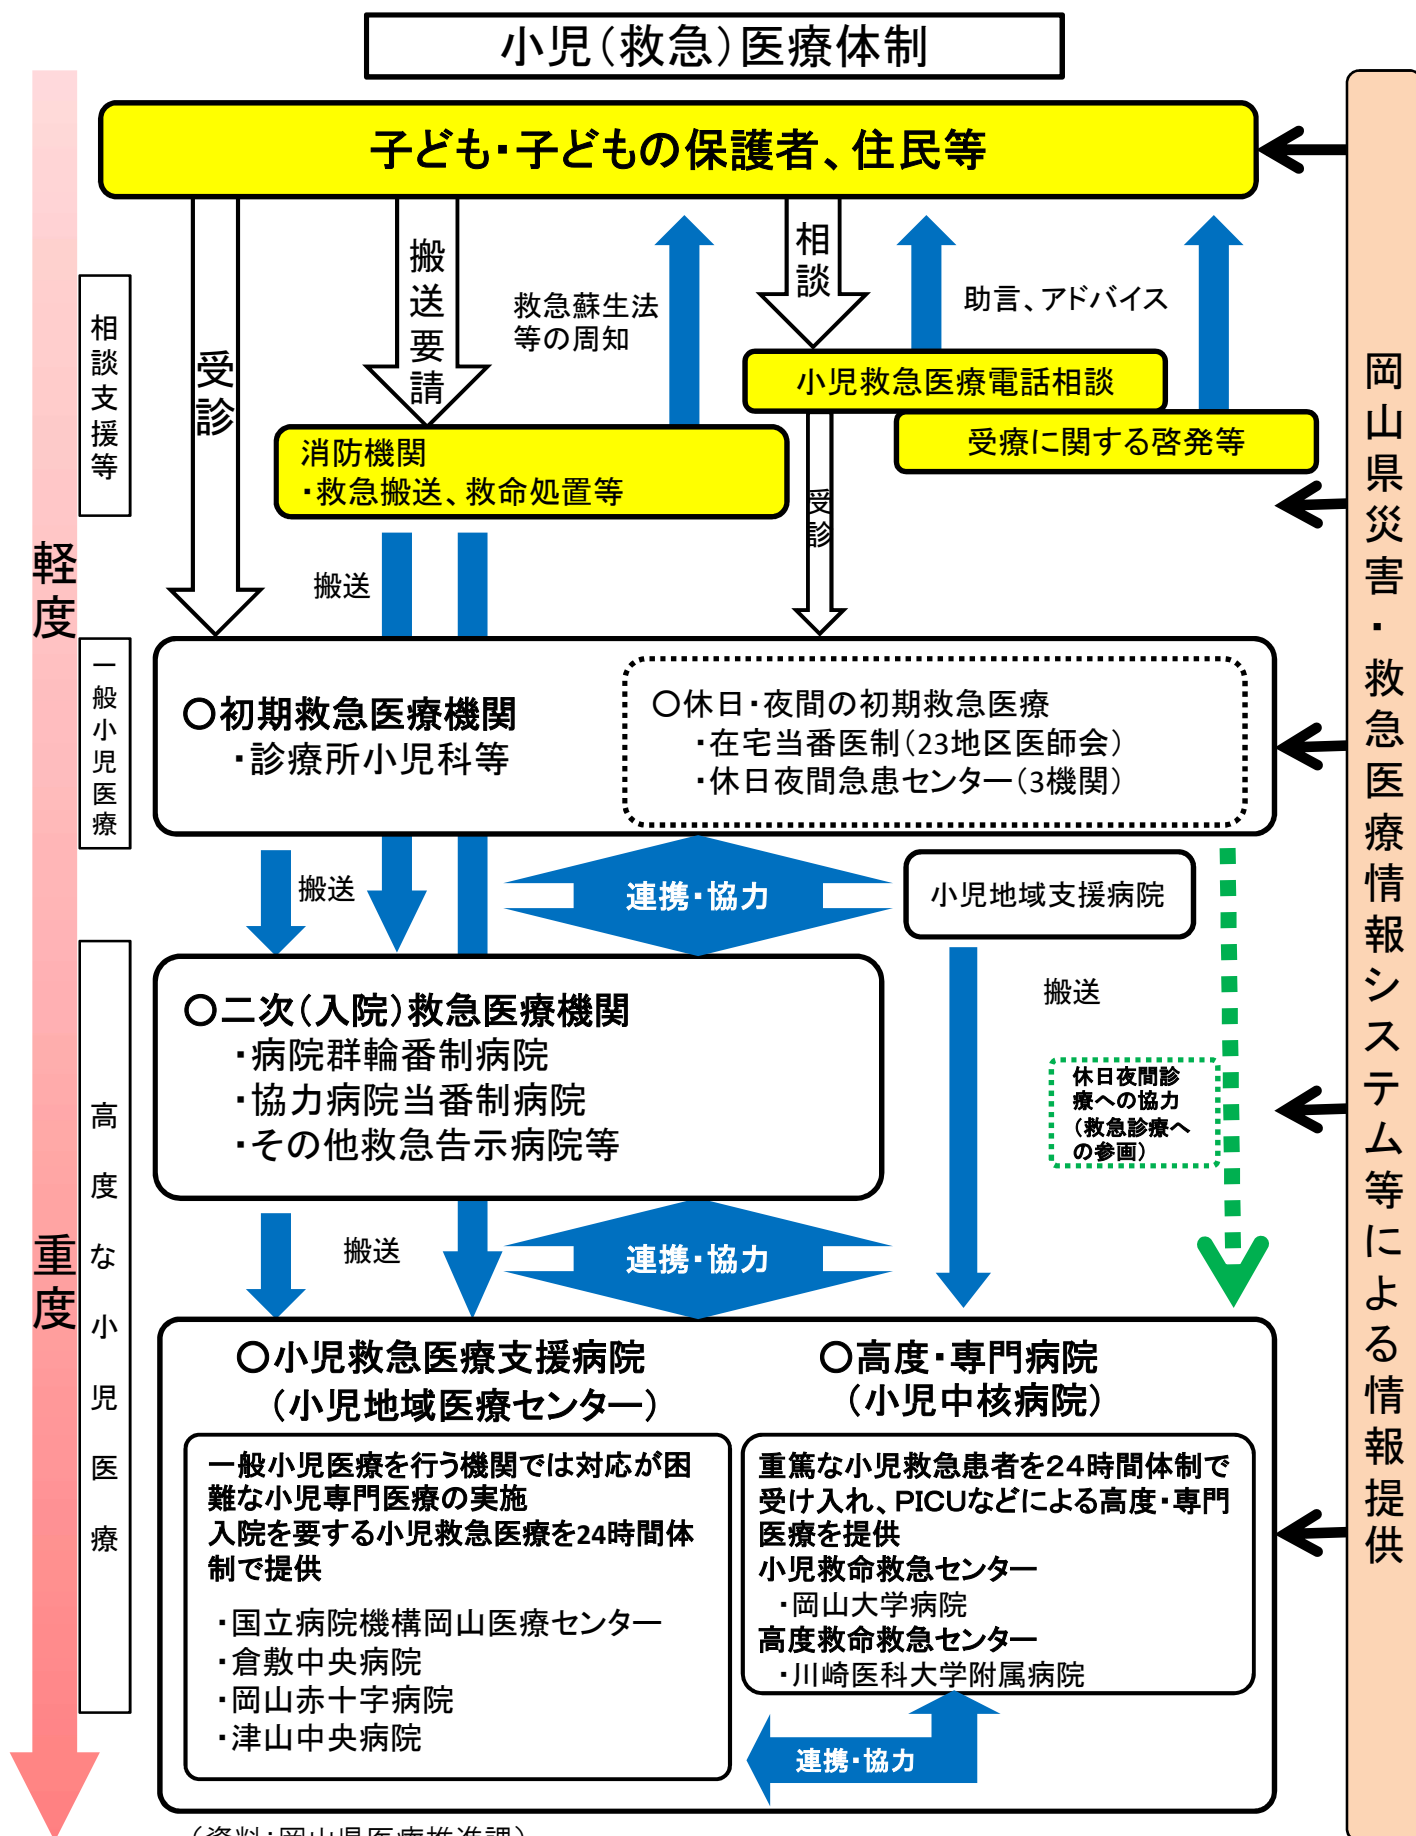 小児（救急）医療体制
子ども・子どもの保護者、住民等
受診
搬送要請
救急蘇生法
等の周知
相談
助言、アドバイス
相談支援等
小児救急医療電話相談
受療に関する啓発等
消防機関
・救急搬送、救命処置等
受診
搬送
軽度
一般小児医療
○初期救急医療機関
・診療所小児科等
○休日・夜間の初期救急医療
・在宅当番医制（23地区医師会）
・休日夜間急患センター（3機関）
搬送
連携・協力
小児地域支援病院
搬送
○二次（入院）救急医療機関
・病院群輪番制病院
・協力病院当番制病院
・その他救急告示病院等
休日夜間診
療への協力
（救急診療へ
の参画）
高度な小児医療
重度
搬送
連携・協力
○小児救急医療支援病院
（小児地域医療センター）
一般小児医療を行う機関では対応が困
難な小児専門医療の実施
入院を要する小児救急医療を24時間体
制で提供
・国立病院機構岡山医療センター
・倉敷中央病院
・岡山赤十字病院
・津山中央病院
○高度・専門病院
（小児中核病院）
重篤な小児救急患者を２４時間体制で
受け入れ、PICUなどによる高度・専門
医療を提供
小児救命救急センター
・岡山大学病院
高度救命救急センター
・川崎医科大学附属病院
連携・協力
岡山県災害・救急医療情報システム等による情報提供
（資料：岡山県医療推進課）